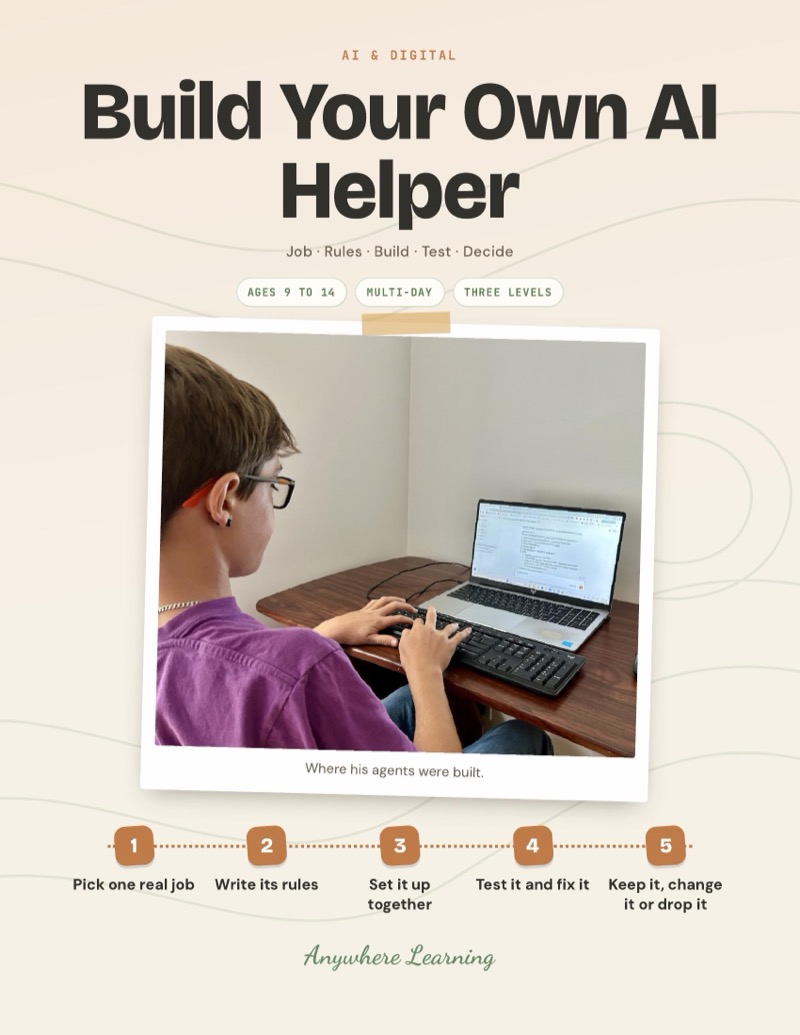 AI & DIGITAL
Build Your Own AI
Helper
Job · Rules · Build · Test · Decide
AGES 9 TO 14
MULTI-DAY
THREE LEVELS
Where his agents were built.
1
2
3
4
5
Pick one real job
Write its rules
Set it up
together
Test it and fix it
Keep it, change
it or drop it
Anywhere Learning